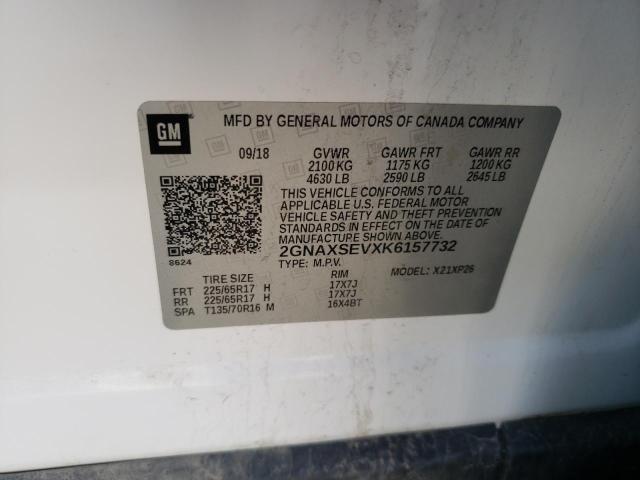 GM
MFD BY GENERAL MOTORS OF CANADA COMPANY
09/18 GVWR GAWR FRT GAWR RR
2100 KG 1175 KG 1200 KG
4630 LB 2590 LB 2645 LB
THIS VEHICLE CONFORMS TO ALL
APPLICABLE U.S. FEDERAL MOTOR
VEHICLE SAFETY AND THEFT PREVENTION
STANDARDS IN EFFECT ON THE DATE OF
MANUFACTURE SHOWN ABOVE.
2GNAXSEVXK6157732
8624
TYPE: M.P.V. MODEL: X21XP26
TIRE SIZE RIM
FRT 225/65R17 H 17X7J
RR 225/65R17 H 17X7J
SPA T135/70R16 M 16X4BT